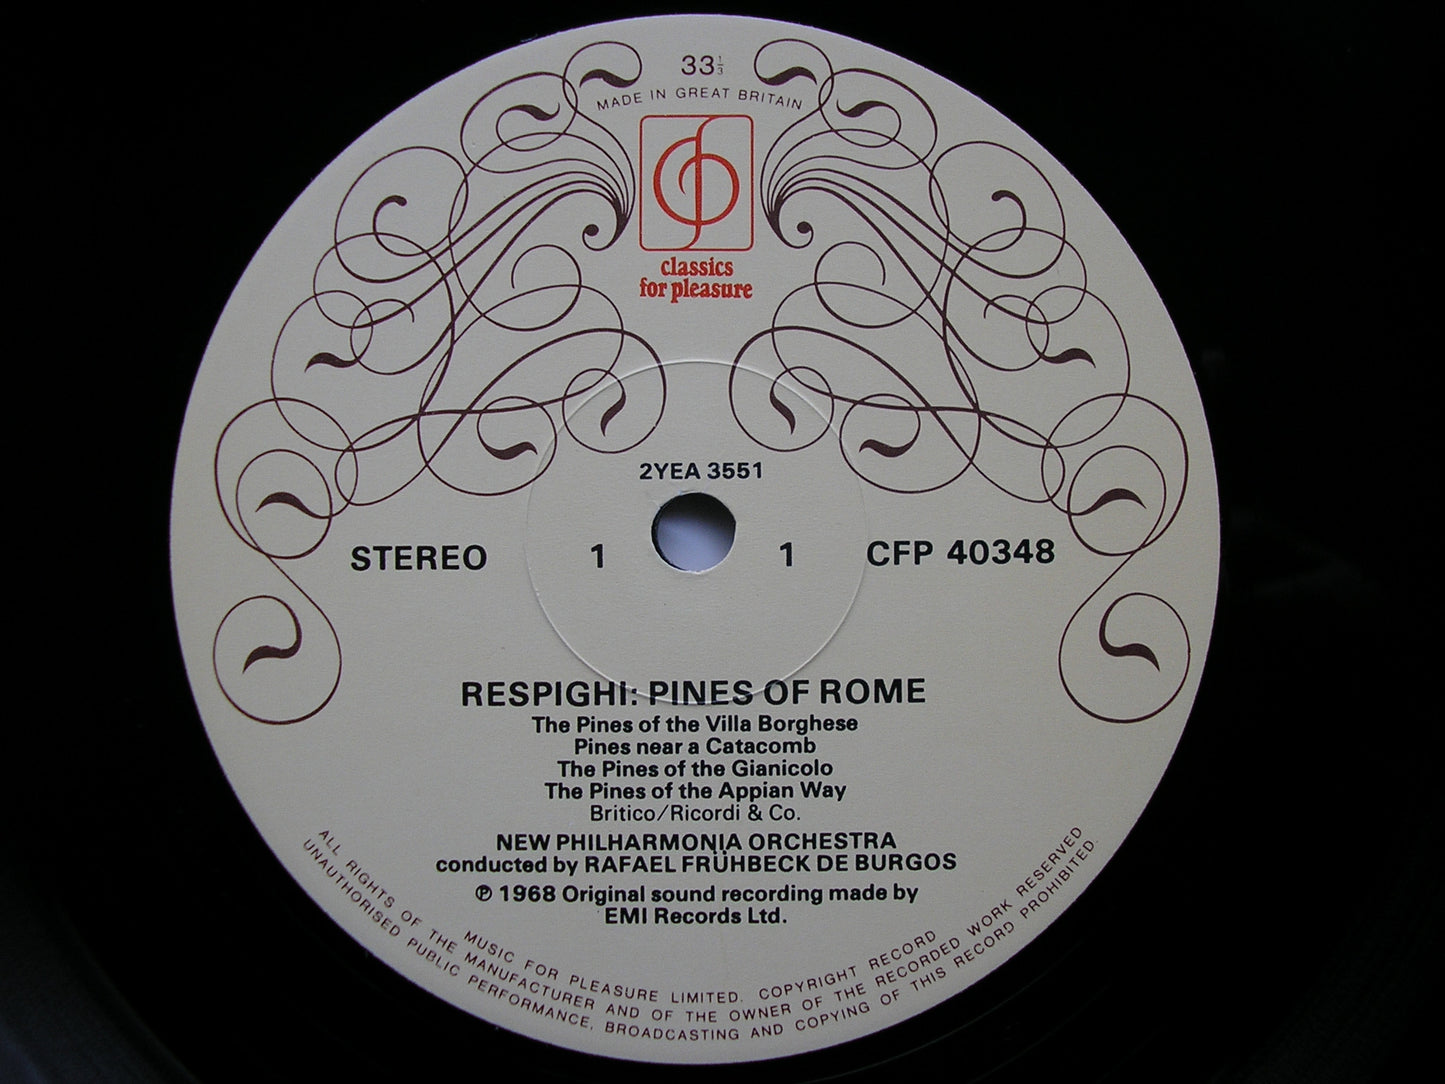 33⅓
MADE IN GREAT BRITAIN
classics
for pleasure
2YEA 3551
STEREO 1 1 CFP 40348
RESPIGHI: PINES OF ROME
The Pines of the Villa Borghese
Pines near a Catacomb
The Pines of the Gianicolo
The Pines of the Appian Way
Britico/Ricordi & Co.
NEW PHILHARMONIA ORCHESTRA
conducted by RAFAEL FRÜHBECK DE BURGOS
℗ 1968 Original sound recording made by
EMI Records Ltd.
MUSIC FOR PLEASURE LIMITED. COPYRIGHT RECORD
ALL RIGHTS OF THE MANUFACTURER AND OF THE OWNER OF THE RECORDED WORK RESERVED
UNAUTHORISED PUBLIC PERFORMANCE, BROADCASTING AND COPYING OF THIS RECORD PROHIBITED.